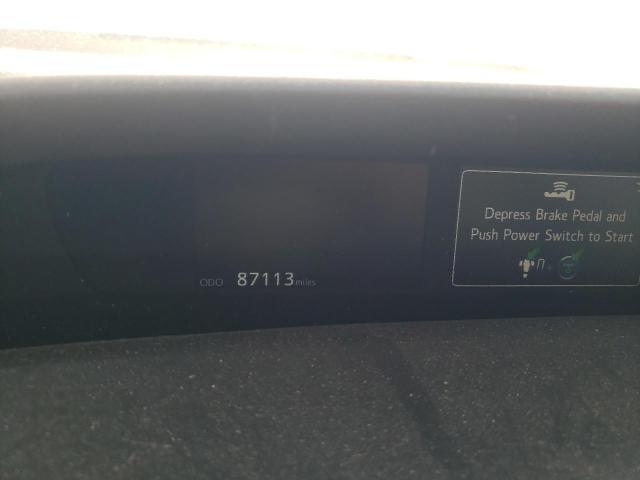 ODO 87113 miles
Depress Brake Pedal and
Push Power Switch to Start